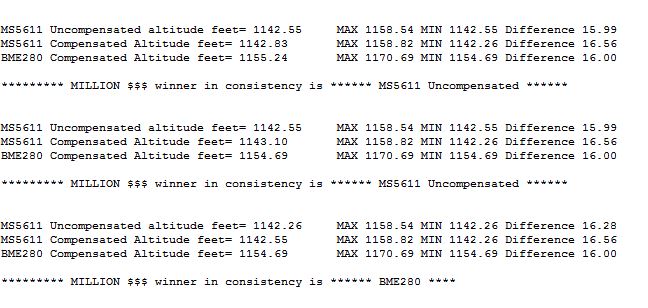 MS5611 Uncompensated altitude feet= 1142.55     MAX 1158.54 MIN 1142.55 Difference 15.99
MS5611 Compensated Altitude feet= 1142.83       MAX 1158.82 MIN 1142.26 Difference 16.56
BME280 Compensated Altitude feet= 1155.24       MAX 1170.69 MIN 1154.69 Difference 16.00
********* MILLION $$$ winner in consistency is ****** MS5611 Uncompensated ******
MS5611 Uncompensated altitude feet= 1142.55     MAX 1158.54 MIN 1142.55 Difference 15.99
MS5611 Compensated Altitude feet= 1143.10       MAX 1158.82 MIN 1142.26 Difference 16.56
BME280 Compensated Altitude feet= 1154.69       MAX 1170.69 MIN 1154.69 Difference 16.00
********* MILLION $$$ winner in consistency is ****** MS5611 Uncompensated ******
MS5611 Uncompensated altitude feet= 1142.26     MAX 1158.54 MIN 1142.26 Difference 16.28
MS5611 Compensated Altitude feet= 1142.55       MAX 1158.82 MIN 1142.26 Difference 16.56
BME280 Compensated Altitude feet= 1154.69       MAX 1170.69 MIN 1154.69 Difference 16.00
********* MILLION $$$ winner in consistency is ****** BME280 ****